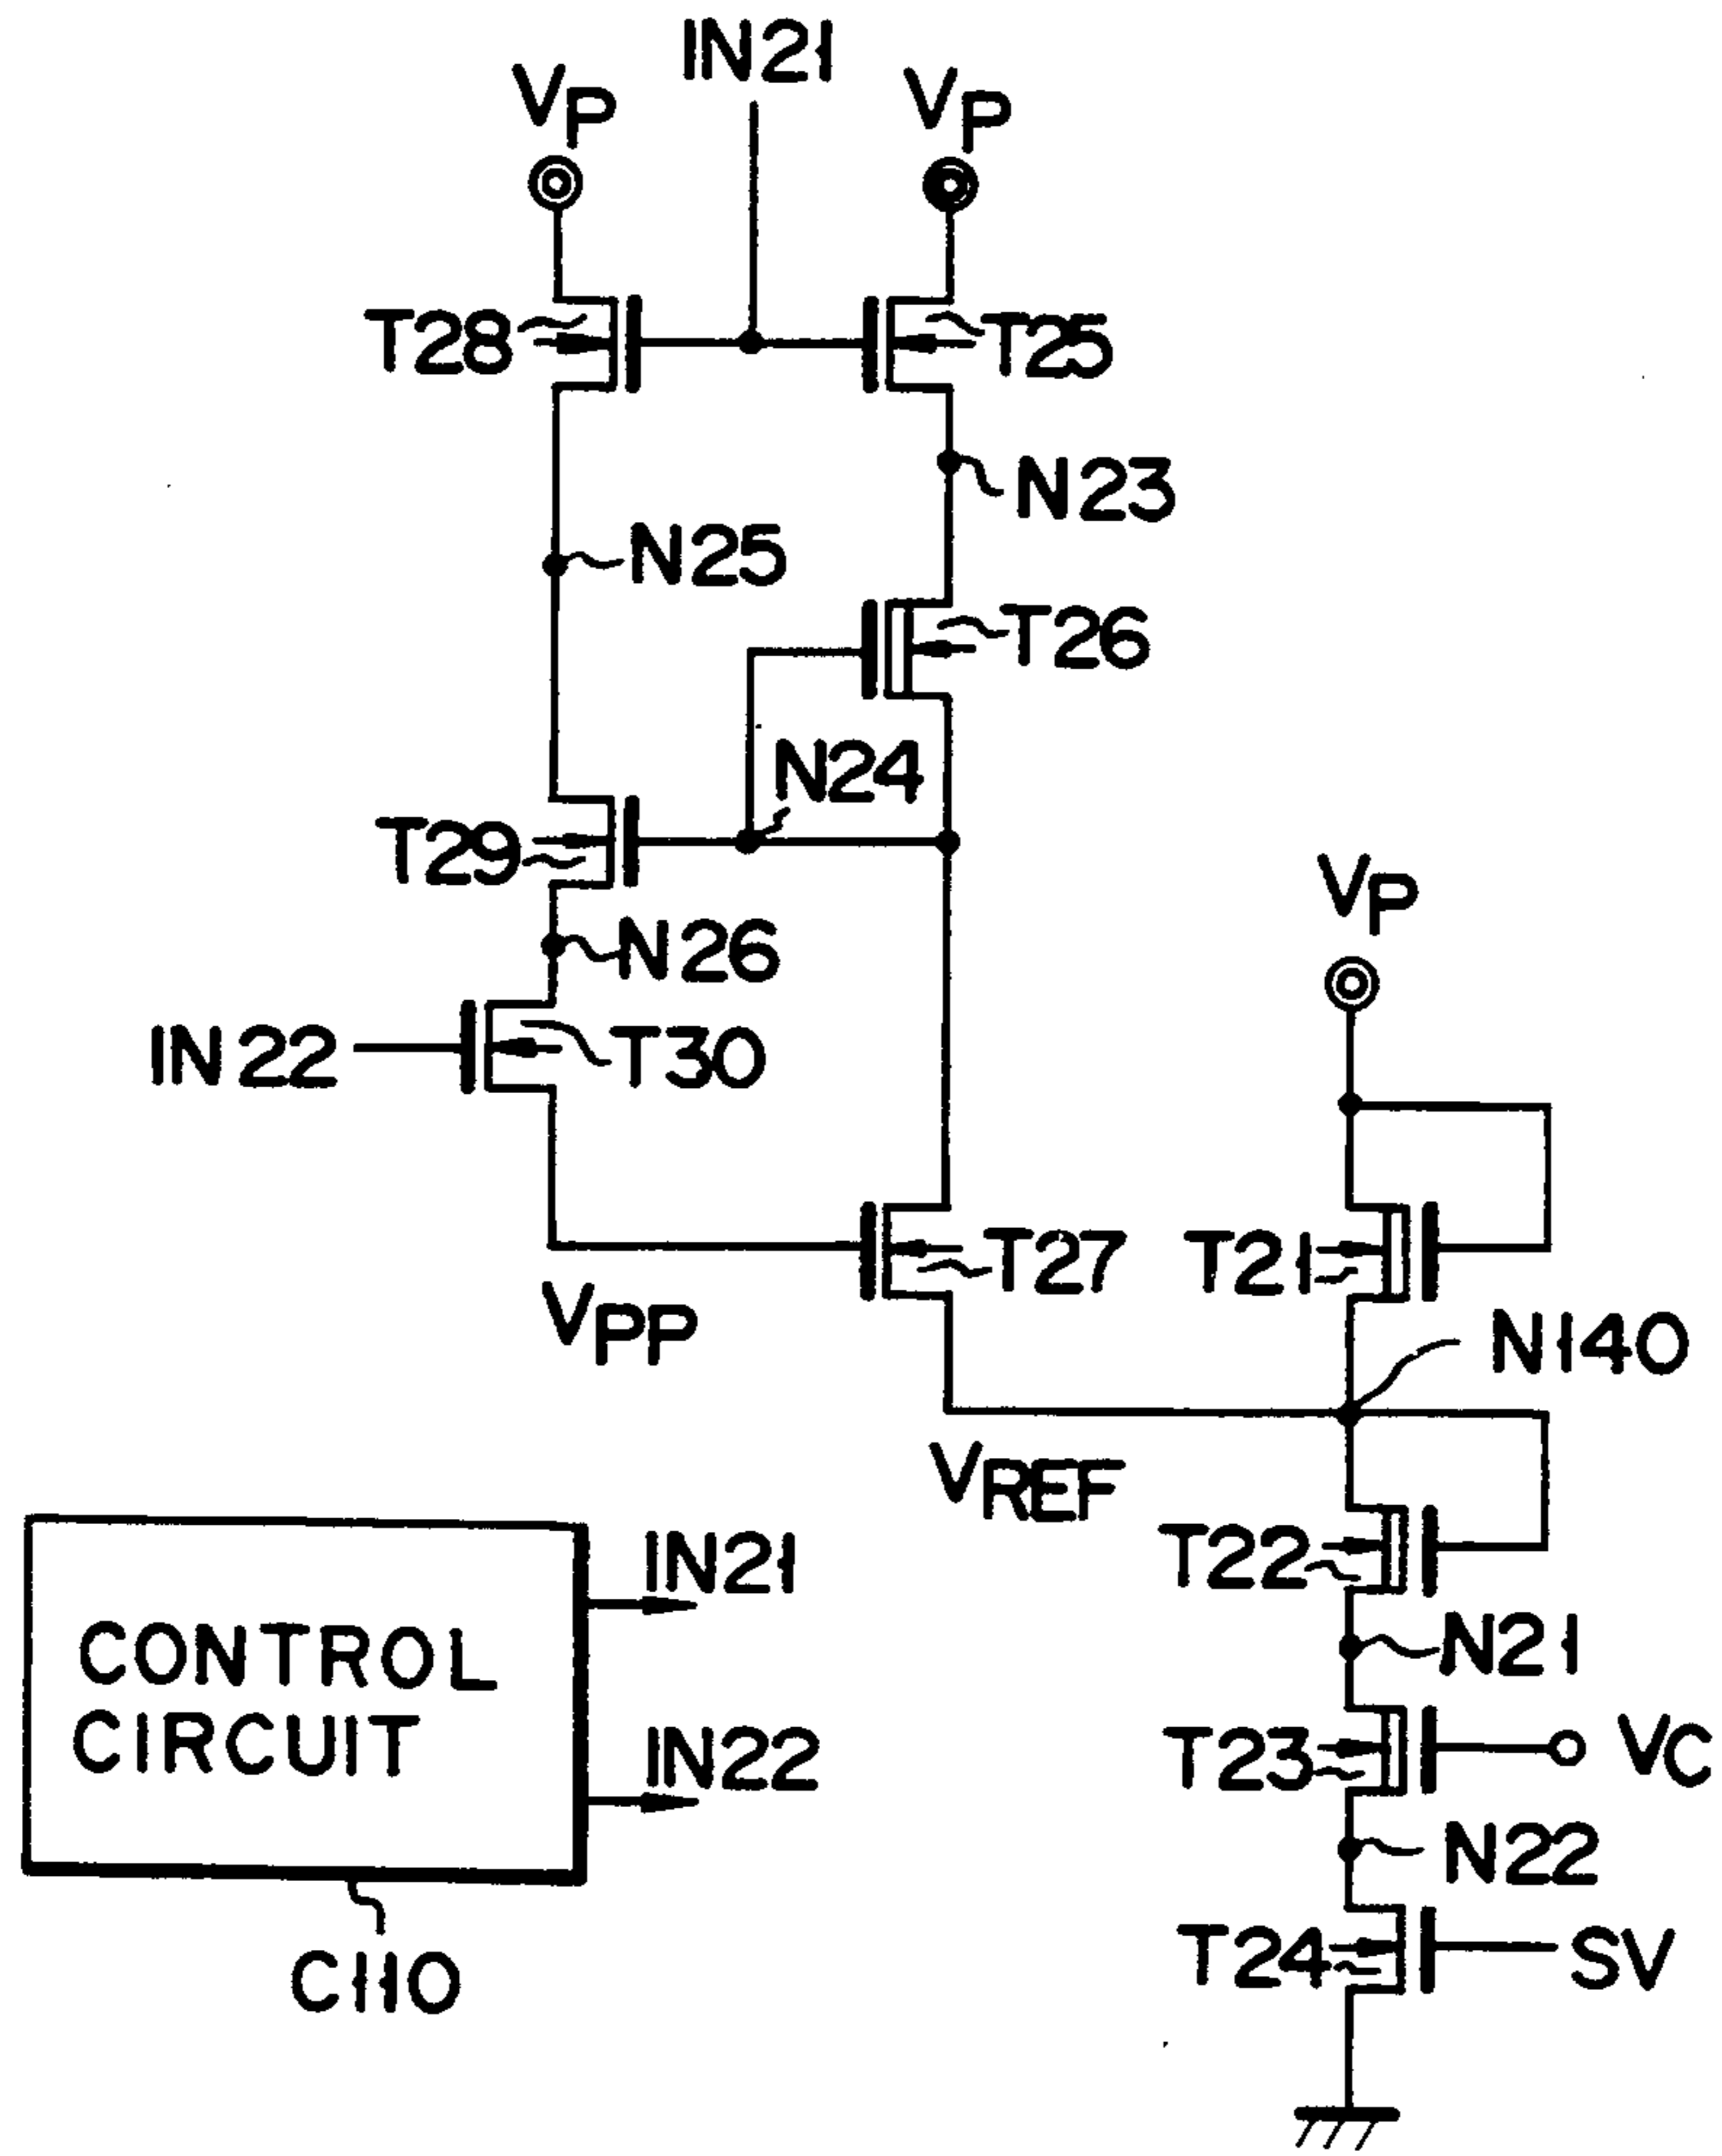 IN21
VP
VP
T28
T25
N23
N25
T26
N24
T29
VP
N26
IN22
T30
T27
T21
VPP
N140
VREF
T22
IN21
N21
CONTROL
CIRCUIT
T23
VC
IN22
N22
T24
SV
C110